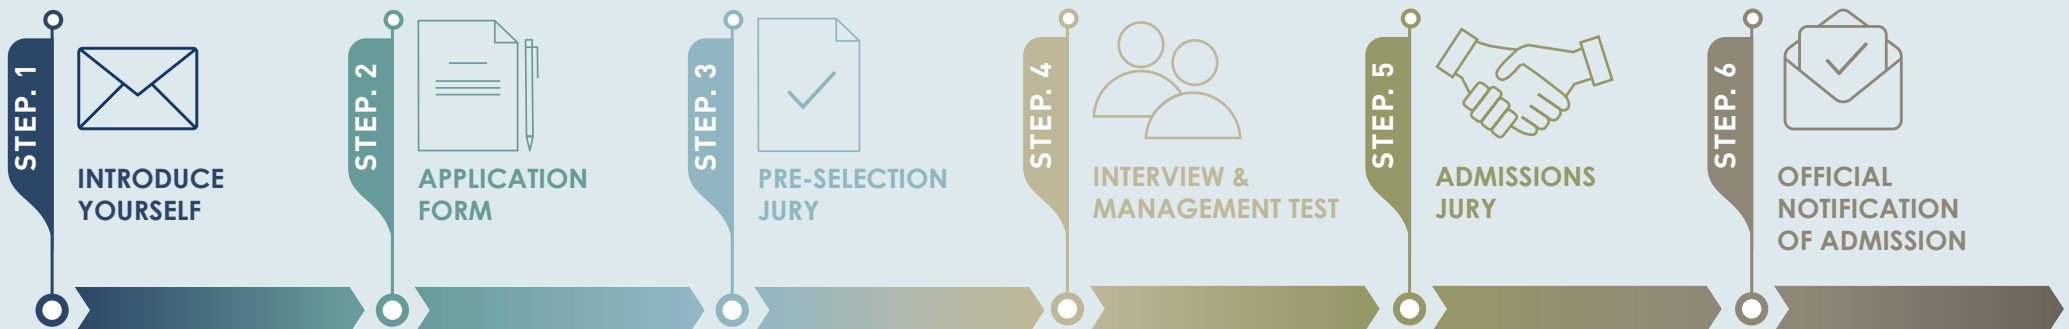 STEP. 1
INTRODUCE
YOURSELF
STEP. 2
APPLICATION
FORM
STEP. 3
PRE-SELECTION
JURY
STEP. 4
INTERVIEW &
MANAGEMENT TEST
STEP. 5
ADMISSIONS
JURY
STEP. 6
OFFICIAL
NOTIFICATION
OF ADMISSION